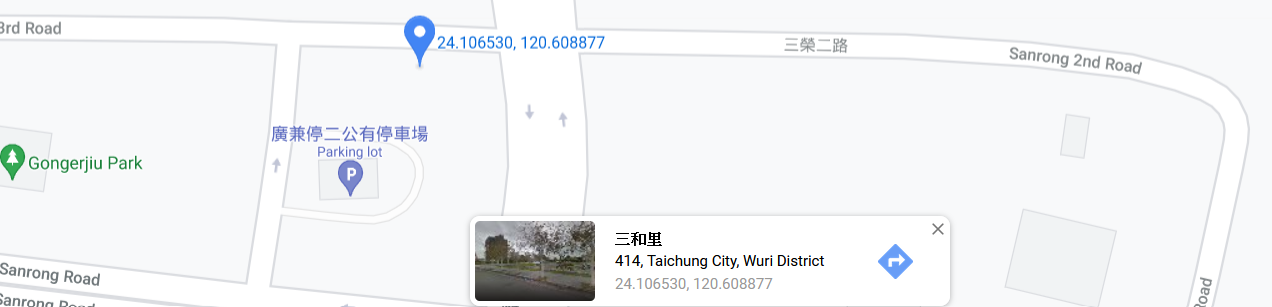 3rd Road
24.106530, 120.608877
三榮二路
Sanrong 2nd Road
廣兼停二公有停車場
Parking lot
P
Gongerjiu Park
三和里
414, Taichung City, Wuri District
24.106530, 120.608877
Sanrong Road
Sanrong Road
Road